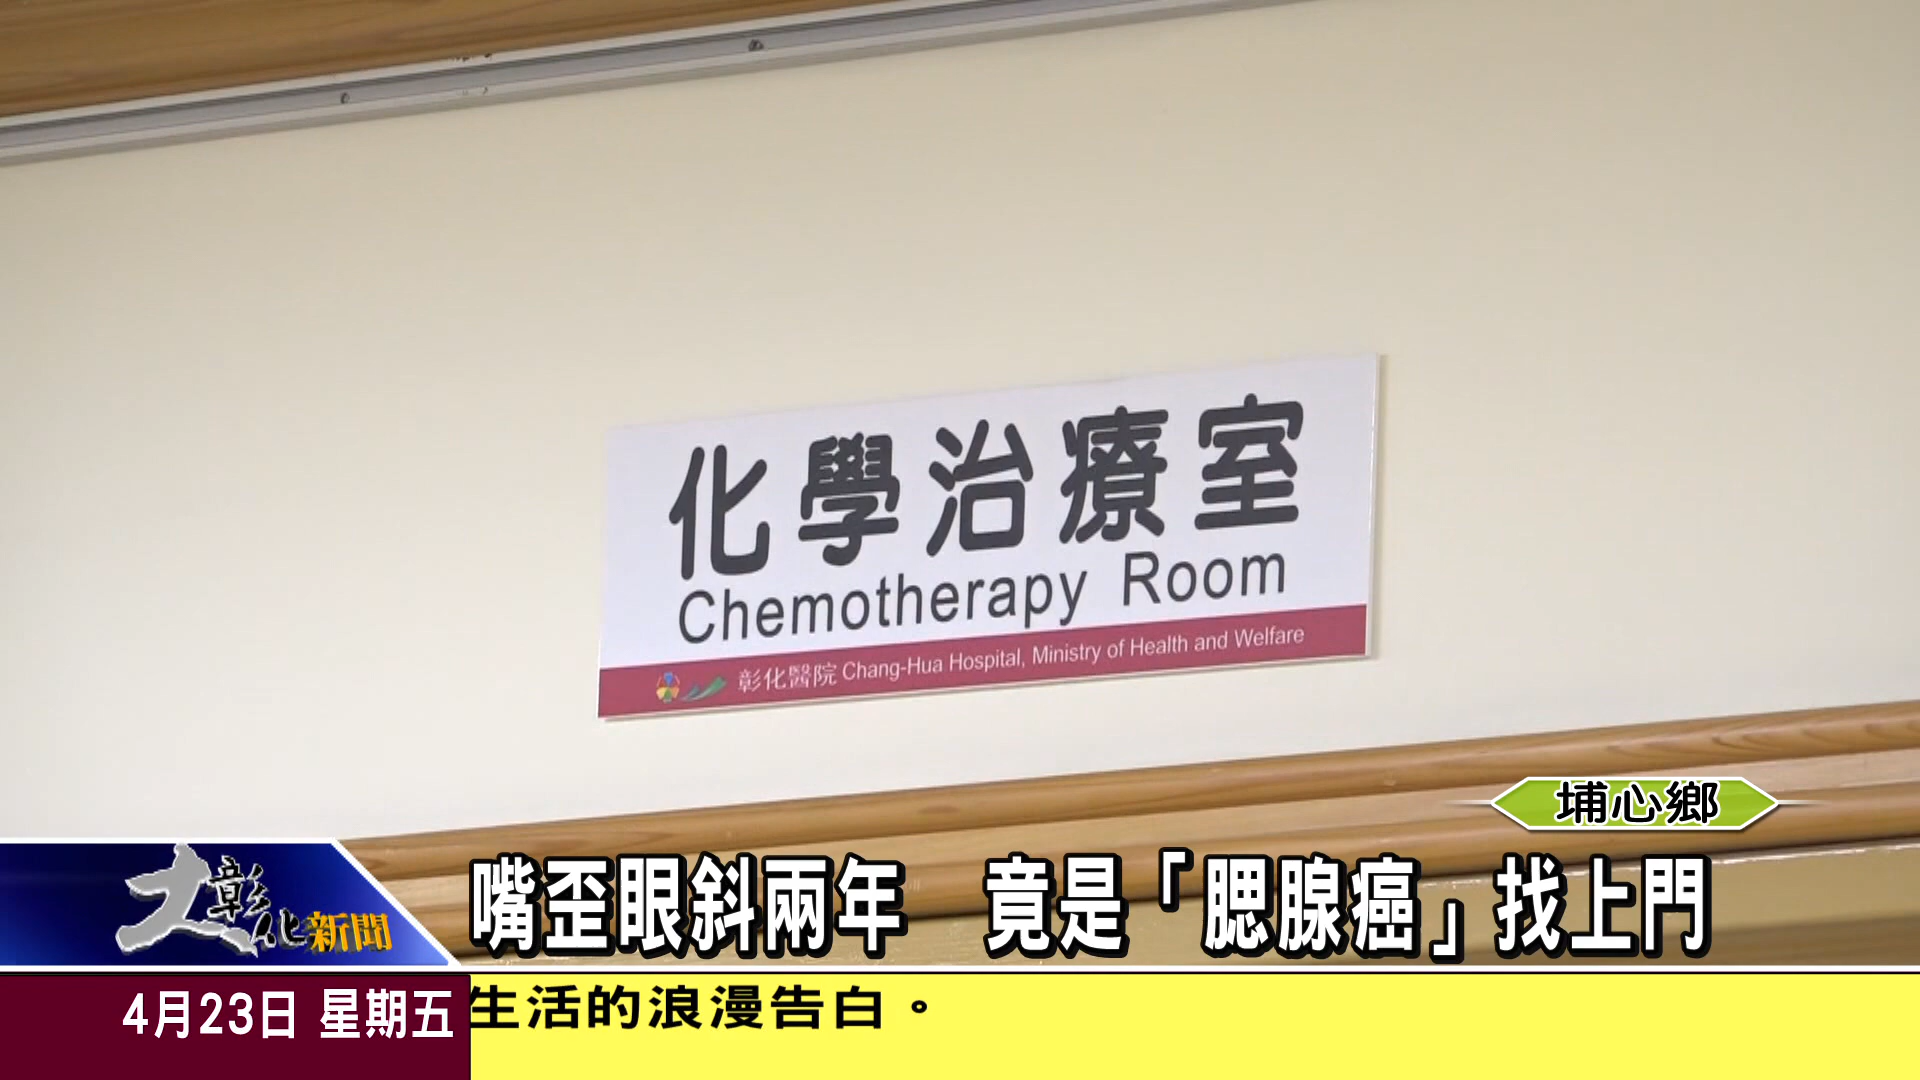 化學治療室
Chemotherapy Room
彰化醫院 Chang-Hua Hospital, Ministry of Health and Welfare
埔心鄉
大彰化新聞
嘴歪眼斜兩年 竟是「腮腺癌」找上門
4月23日 星期五
生活的浪漫告白。